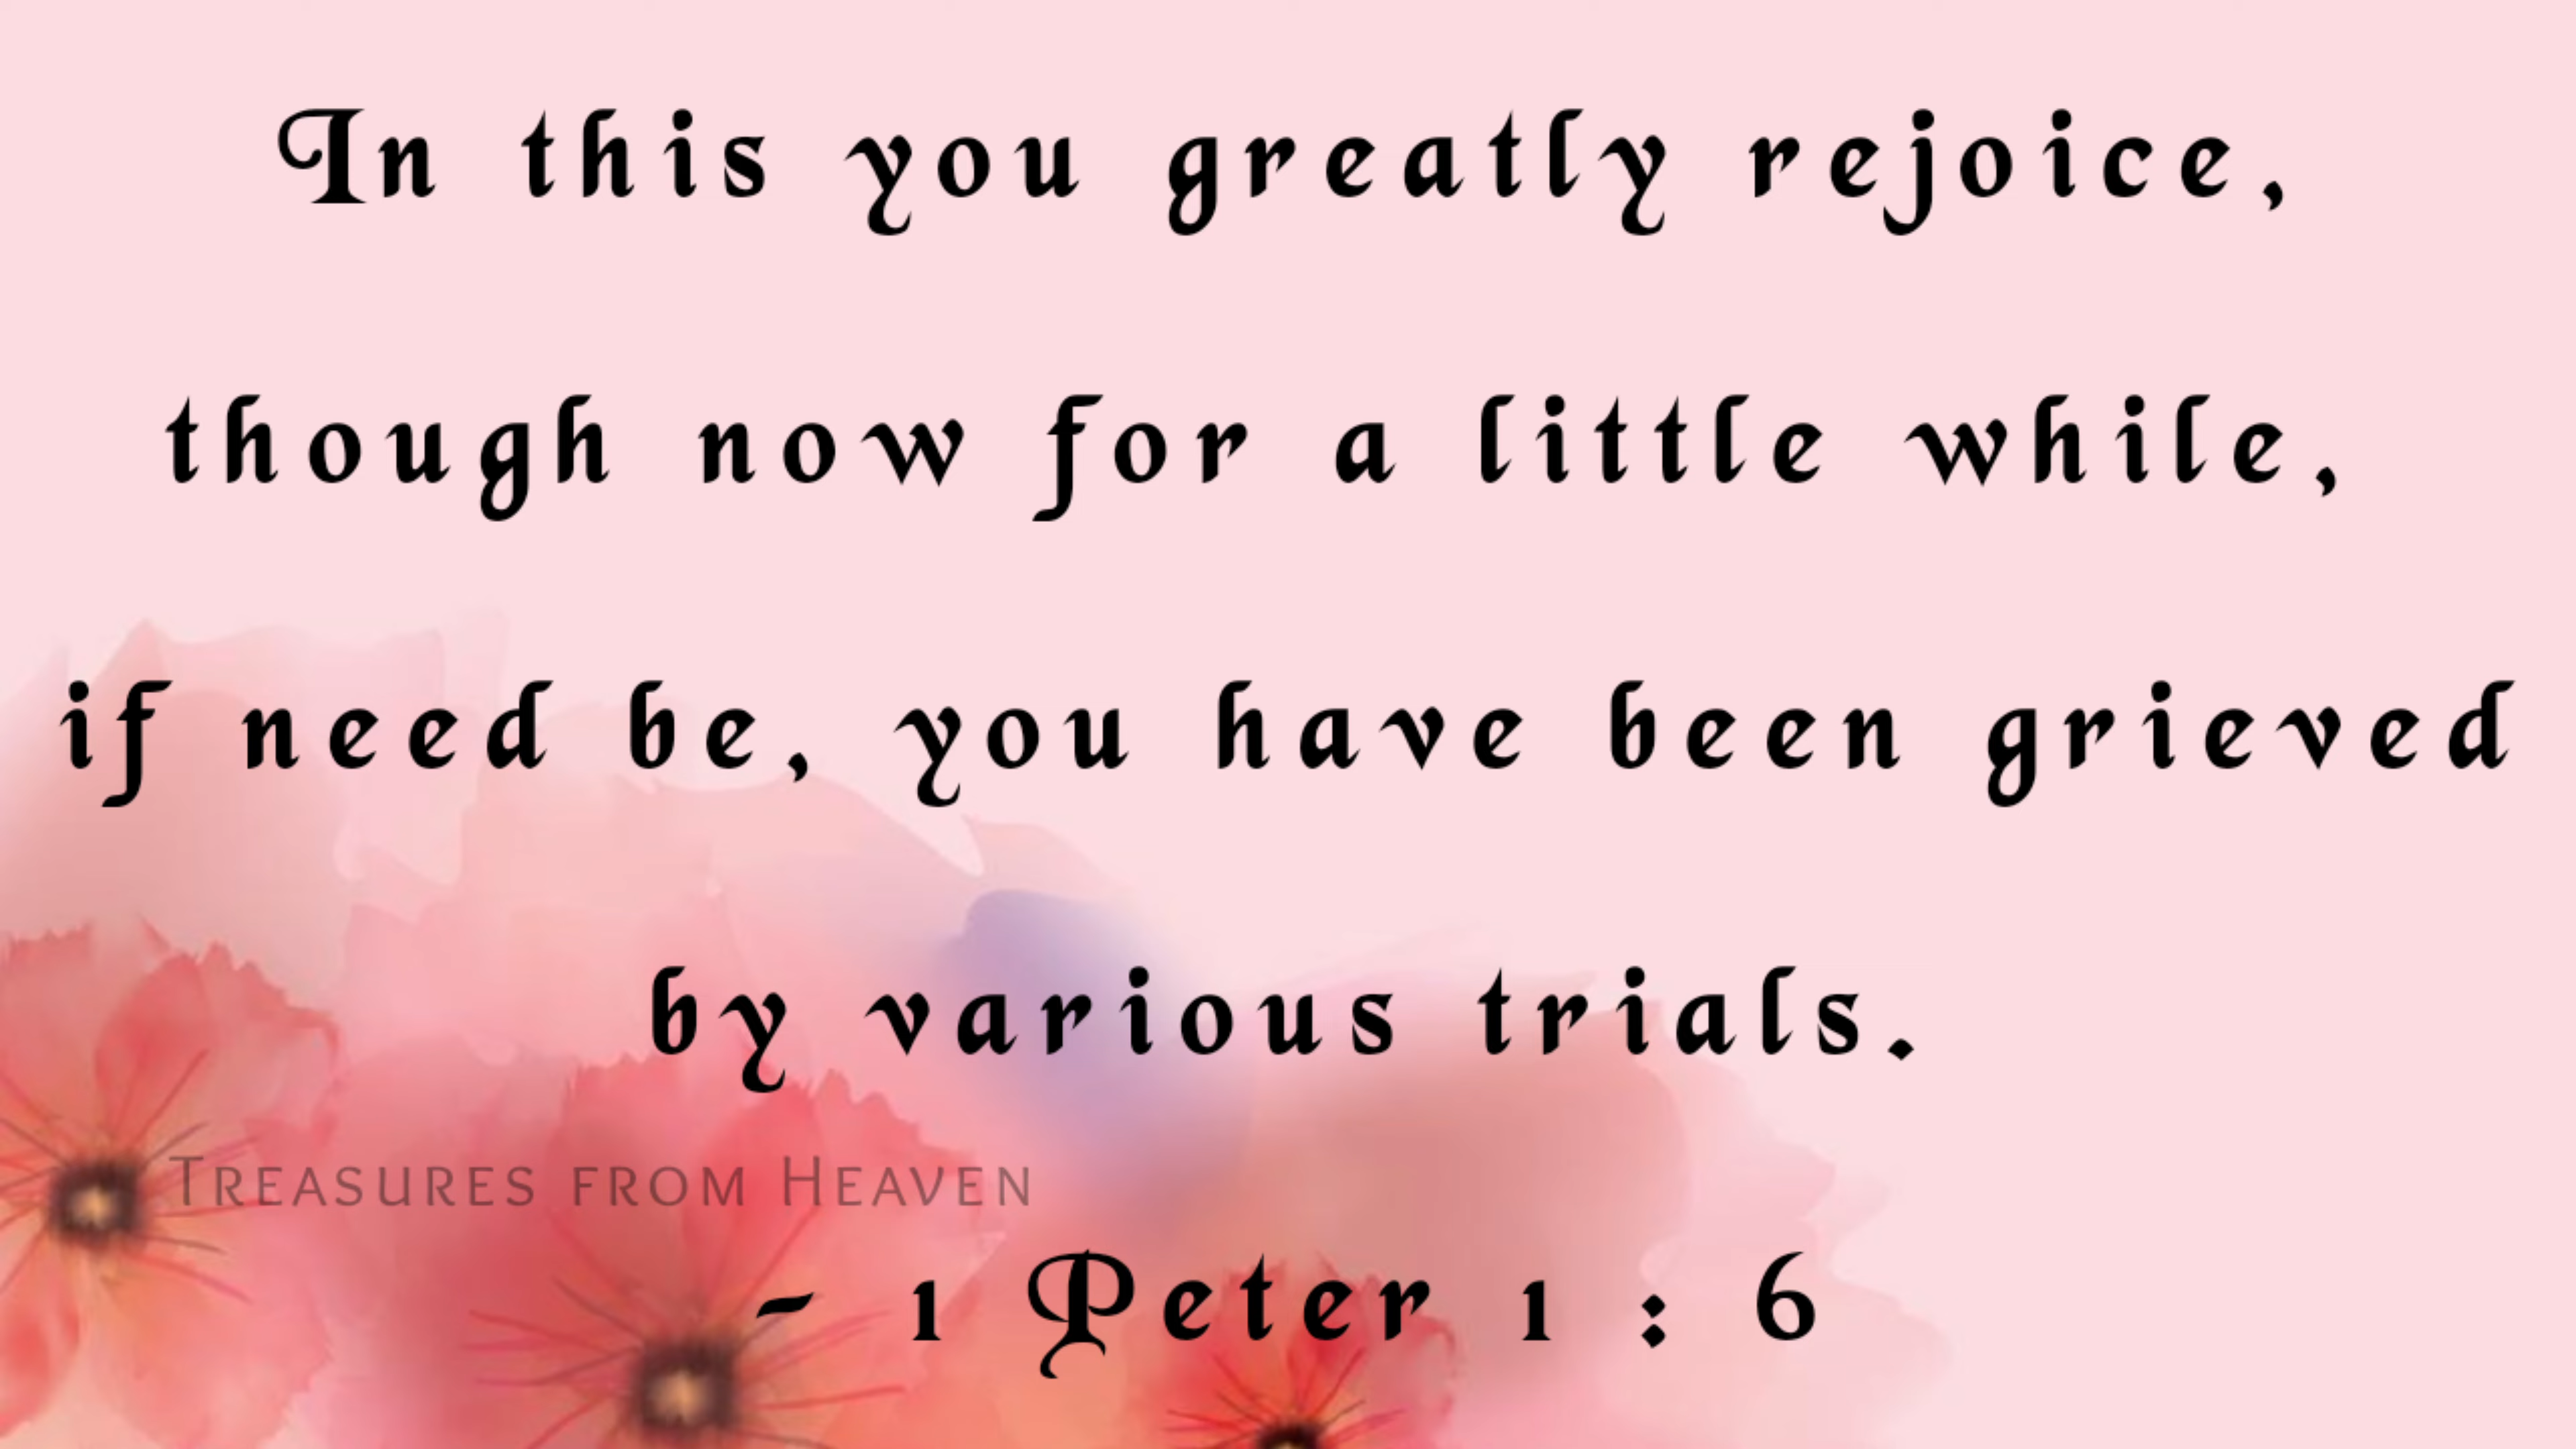 In this you greatly rejoice,
though now for a little while,
if need be, you have been grieved
by various trials.
Treasures from Heaven
- 1 Peter 1 : 6